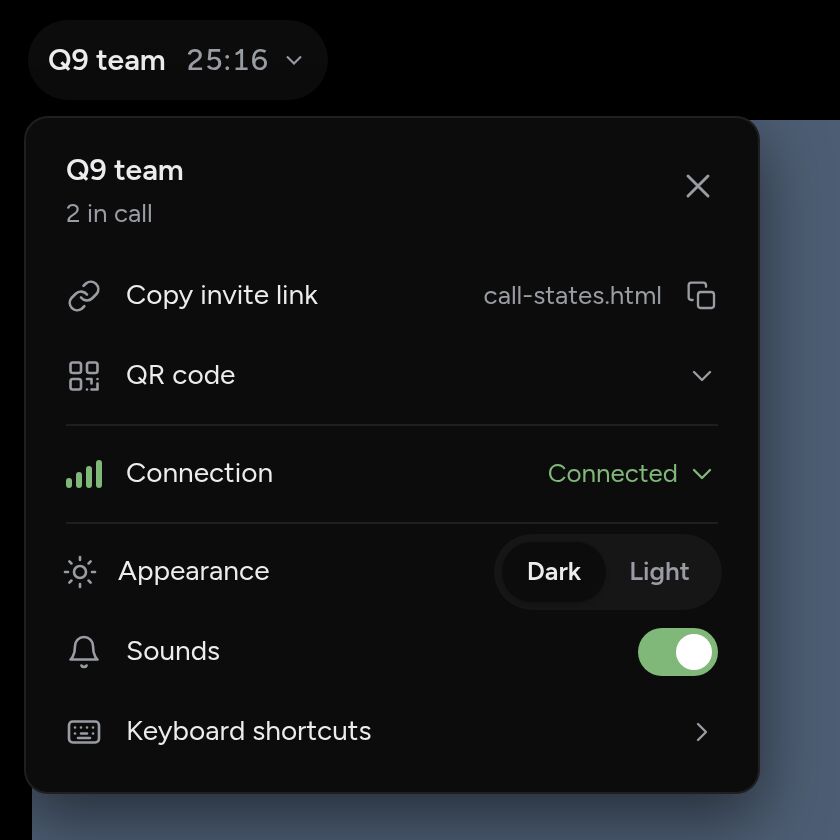 Q9 team 25:16
Q9 team
2 in call
Copy invite link call-states.html
QR code
Connection Connected
Appearance Dark Light
Sounds
Keyboard shortcuts